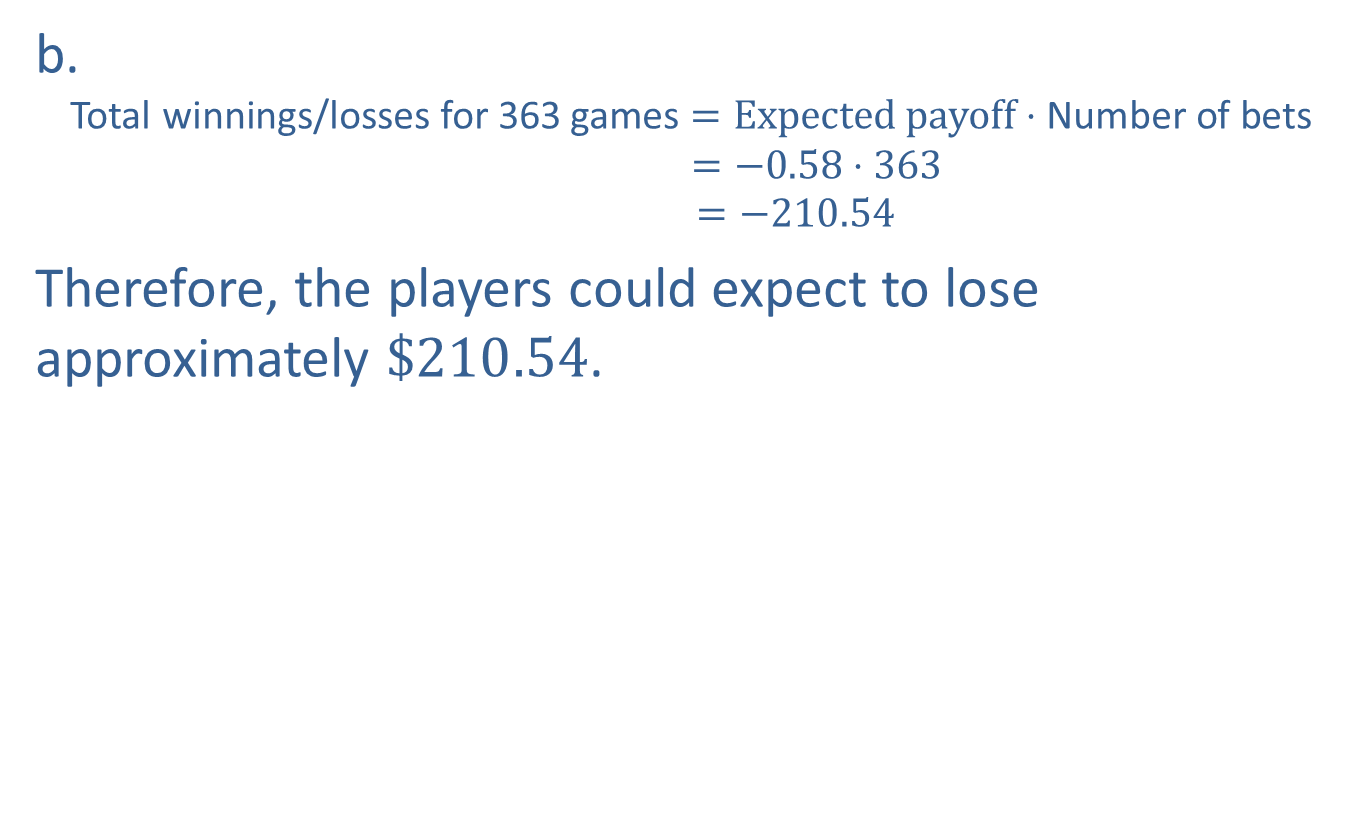 b.
Total winnings/losses for 363 games = Expected payoff · Number of bets
= −0.58 · 363
= −210.54
Therefore, the players could expect to lose
approximately $210.54.